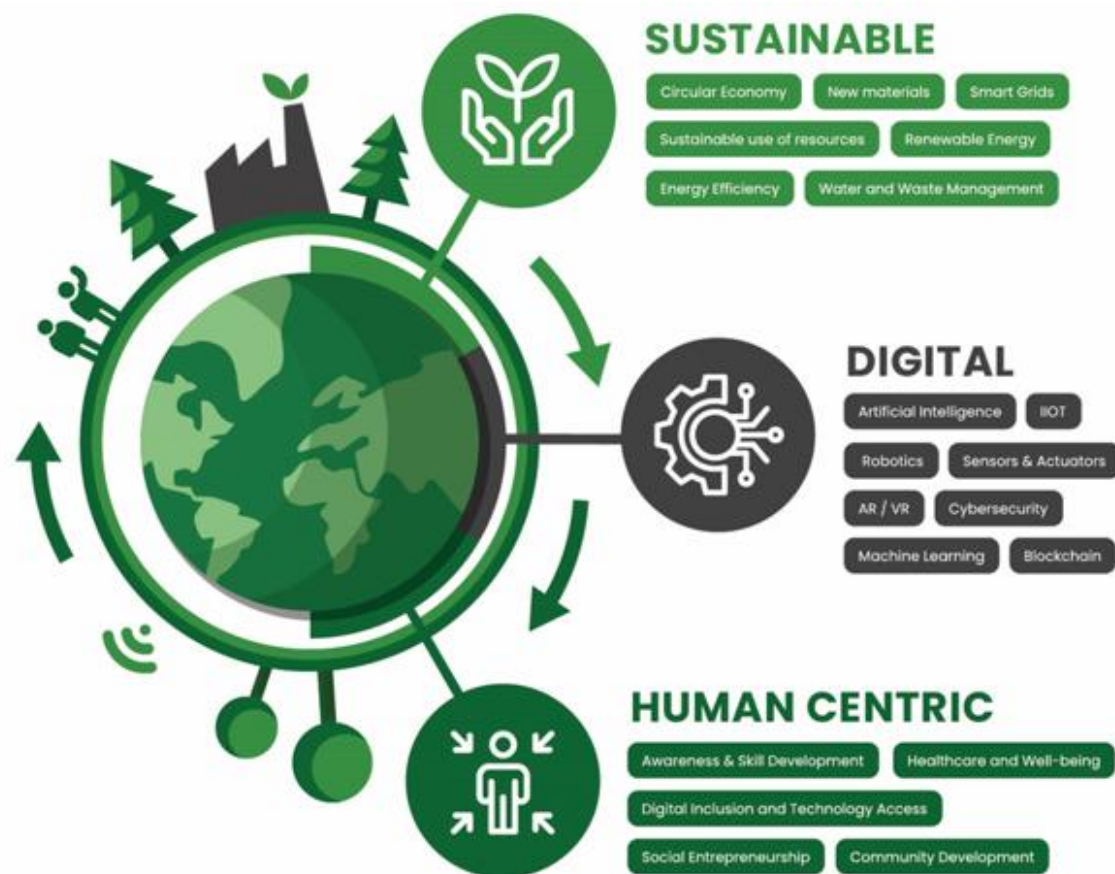 SUSTAINABLE
Circular Economy New materials Smart Grids
Sustainable use of resources Renewable Energy
Energy Efficiency Water and Waste Management
DIGITAL
Artificial Intelligence IIOT
Robotics Sensors & Actuators
AR / VR Cybersecurity
Machine Learning Blockchain
HUMAN CENTRIC
Awareness & Skill Development Healthcare and Well-being
Digital Inclusion and Technology Access
Social Entrepreneurship Community Development